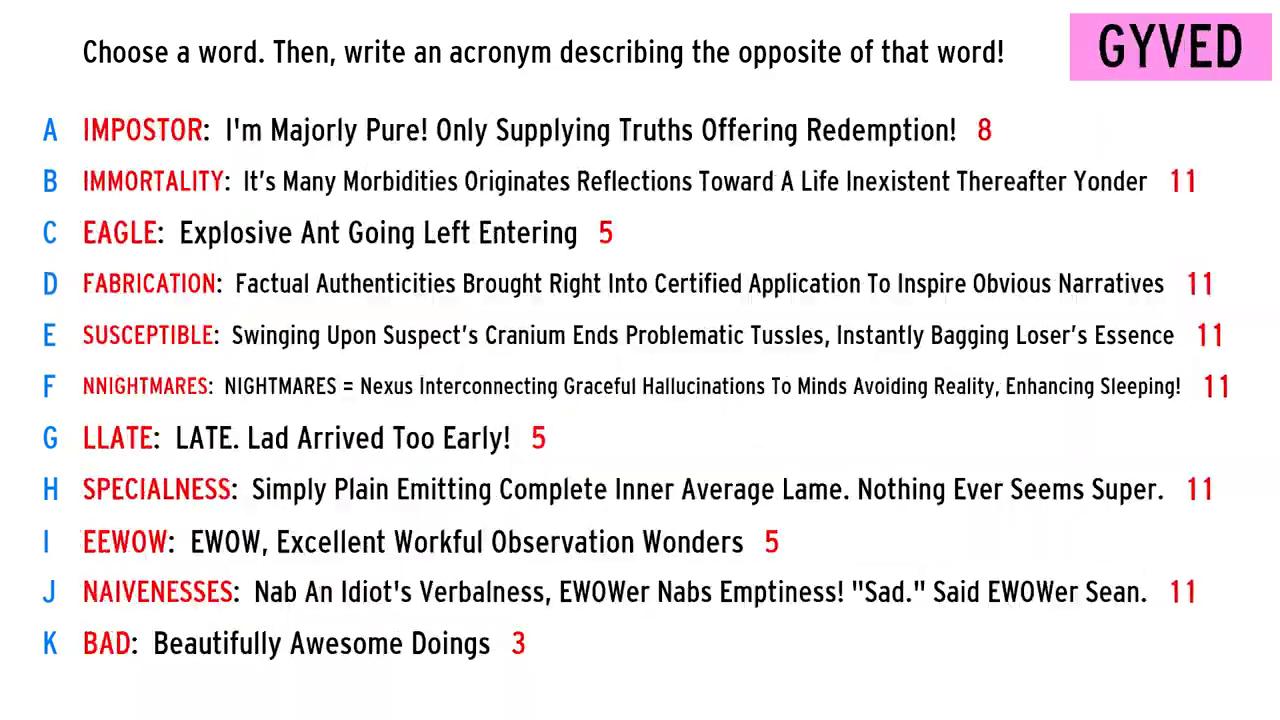 Choose a word. Then, write an acronym describing the opposite of that word!
GYVED
A IMPOSTOR: I'm Majorly Pure! Only Supplying Truths Offering Redemption! 8
B IMMORTALITY: It’s Many Morbidities Originates Reflections Toward A Life Inexistent Thereafter Yonder 11
C EAGLE: Explosive Ant Going Left Entering 5
D FABRICATION: Factual Authenticities Brought Right Into Certified Application To Inspire Obvious Narratives 11
E SUSCEPTIBLE: Swinging Upon Suspect’s Cranium Ends Problematic Tussles, Instantly Bagging Loser’s Essence 11
F NNIGHTMARES: NIGHTMARES = Nexus Interconnecting Graceful Hallucinations To Minds Avoiding Reality, Enhancing Sleeping! 11
G LLATE: LATE. Lad Arrived Too Early! 5
H SPECIALNESS: Simply Plain Emitting Complete Inner Average Lame. Nothing Ever Seems Super. 11
I EEWOW: EWOW, Excellent Workful Observation Wonders 5
J NAIVENESSES: Nab An Idiot's Verbalness, EWOWer Nabs Emptiness! "Sad." Said EWOWer Sean. 11
K BAD: Beautifully Awesome Doings 3